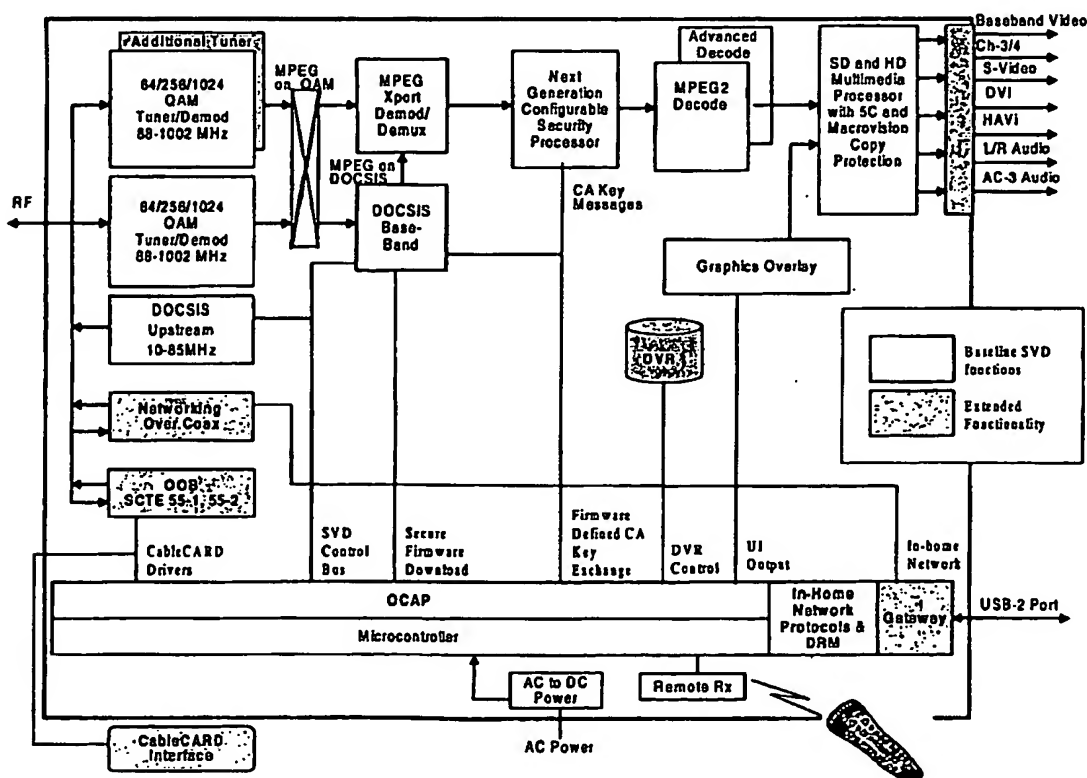 Additional Tuner
64/256/1024
QAM
Tuner/Demod
88-1002 MHz
MPEG
on QAM
MPEG
Xport
Demod/
Demux
Next
Generation
Configurable
Security
Processor
Advanced
Decode
MPEG2
Decode
SD and HD
Multimedia
Processor
with 5C and
Macrovision
Copy
Protection
Baseband Video
Ch-3/4
S-Video
DVI
HAVi
L/R Audio
AC-3 Audio
RF
64/256/1024
QAM
Tuner/Demod
88-1002 MHz
MPEG on
DOCSIS
DOCSIS
Base-
Band
CA Key
Messages
Graphics Overlay
DOCSIS
Upstream
10-85MHz
DVR
Baseline SVD
functions
Extended
Functionality
Networking
Over Coax
OOB
SCTE 55-1, 55-2
CableCARD
Drivers
SVD
Control
Bus
Secure
Firmware
Download
Firmware
Defined CA
Key
Exchange
DVR
Control
UI
Output
In-home
Network
OCAP
Microcontroller
In-Home
Network
Protocols &
DRM
Gateway
USB-2 Port
AC to DC
Power
Remote Rx
AC Power
CableCARD
Interface